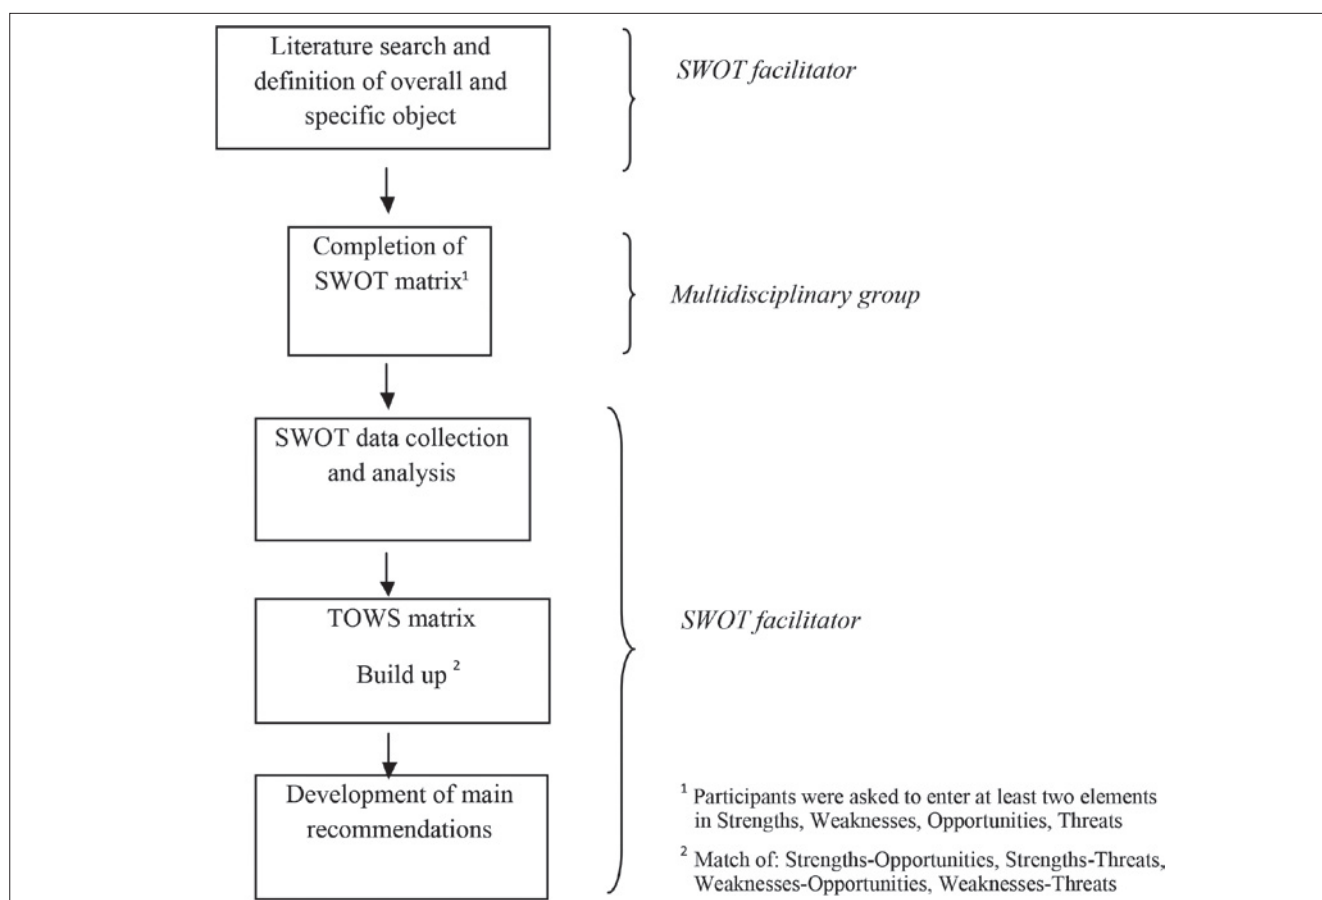 Literature search and
definition of overall and
specific object
SWOT facilitator
Completion of
SWOT matrix¹
Multidisciplinary group
SWOT data collection
and analysis
TOWS matrix
Build up ²
SWOT facilitator
Development of main
recommendations
¹ Participants were asked to enter at least two elements
in Strengths, Weaknesses, Opportunities, Threats
² Match of: Strengths-Opportunities, Strengths-Threats,
Weaknesses-Opportunities, Weaknesses-Threats